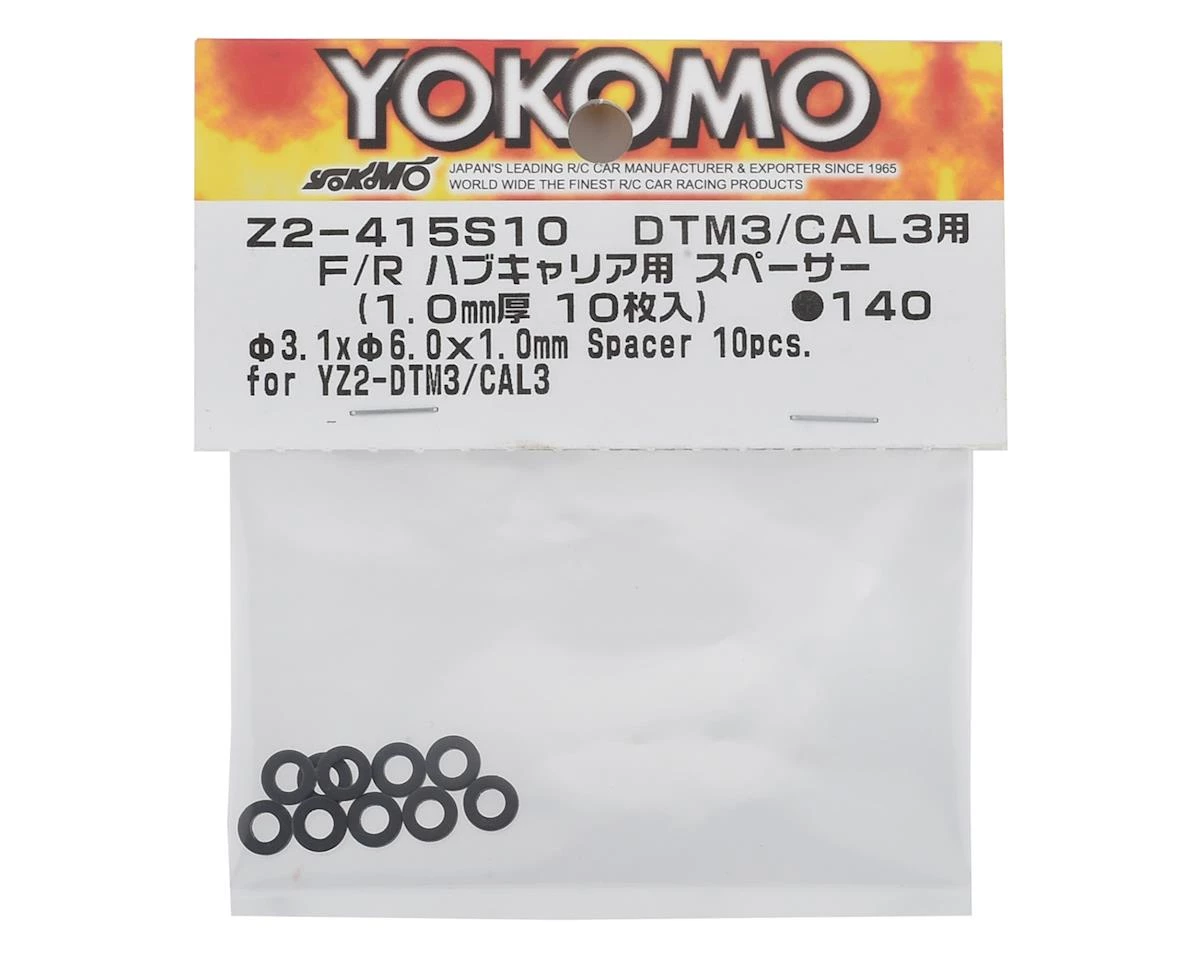 YOKOMO
YOKOMO JAPAN'S LEADING R/C CAR MANUFACTURER & EXPORTER SINCE 1965
WORLD WIDE THE FINEST R/C CAR RACING PRODUCTS
Z2-415S10 DTM3/CAL3用
F/R ハブキャリア用 スペーサー
(1.0㎜厚 10枚入) ●140
Φ3.1xΦ6.0x1.0mm Spacer 10pcs.
for YZ2-DTM3/CAL3